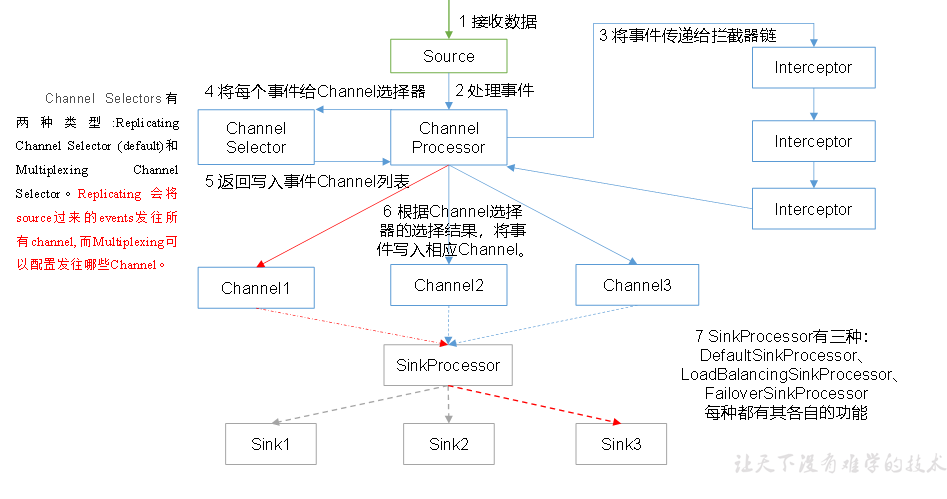 1 接收数据
Source
3 将事件传递给拦截器链
Interceptor
4 将每个事件给Channel选择器
2 处理事件
Channel Selectors有
两种类型:Replicating
Channel Selector (default)和
Multiplexing Channel
Selector。Replicating 会将
source过来的events发往所
有channel,而Multiplexing可
以配置发往哪些Channel。
Channel
Selector
Channel
Processor
Interceptor
5 返回写入事件Channel列表
Interceptor
6 根据Channel选择
器的选择结果，将事
件写入相应Channel。
Channel1
Channel2
Channel3
SinkProcessor
7 SinkProcessor有三种：
DefaultSinkProcessor、
LoadBalancingSinkProcessor、
FailoverSinkProcessor
每种都有其各自的功能
Sink1
Sink2
Sink3
让天下没有难学的技术